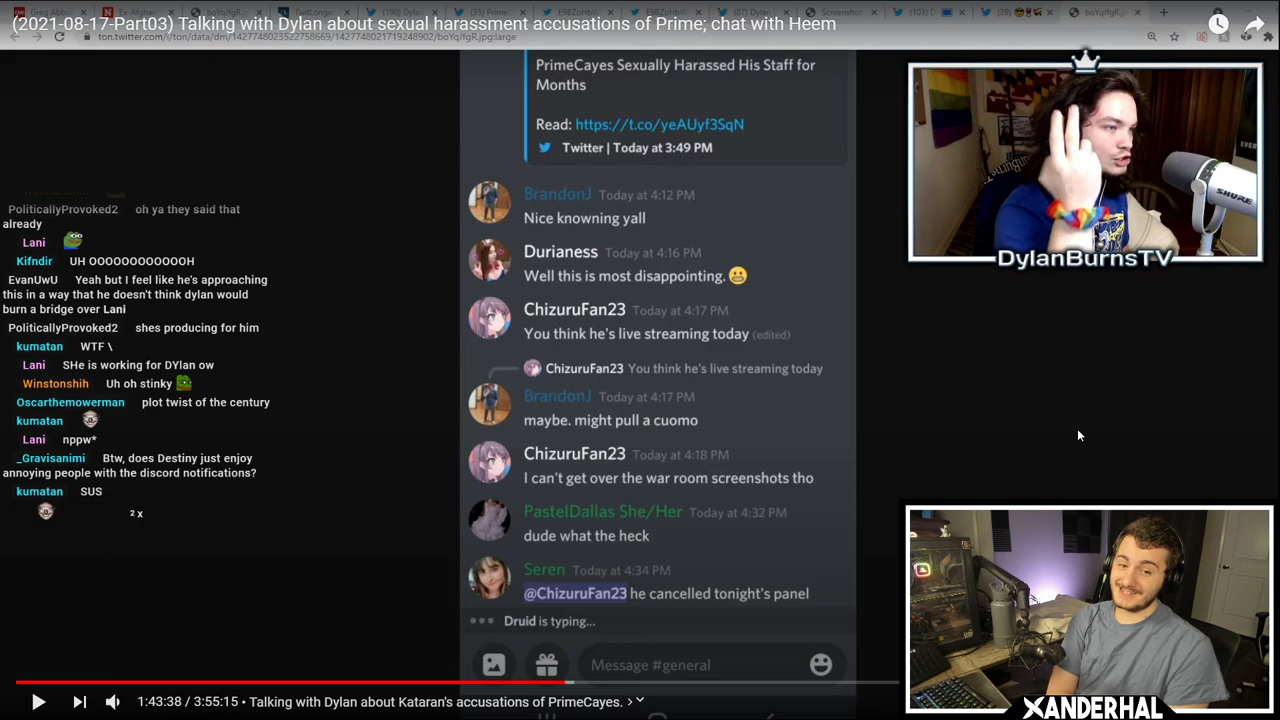 (2021-08-17-Part03) Talking with Dylan about sexual harassment accusations of Prime; chat with Heem
ton.twitter.com/i/ton/data/dm/1427748023522758669/1427748021719248902/boYqJfgR.jpg:large
PoliticallyProvoked2 oh ya they said that
already
Lani
Kifndir UH OOOOOOOOOOOH
EvanUwU Yeah but I feel like he's approaching
this in a way that he doesn't think dylan would
burn a bridge over Lani
PoliticallyProvoked2 shes producing for him
kumatan WTF \
Lani SHe is working for DYlan ow
Winstonshih Uh oh stinky
Oscarthemowerman plot twist of the century
kumatan
Lani nppw*
_Gravisanimi Btw, does Destiny just enjoy
annoying people with the discord notifications?
kumatan SUS
2 x
PrimeCayes Sexually Harassed His Staff for
Months
Read: https://t.co/yeAUyf3SqN
Twitter | Today at 3:49 PM
BrandonJ Today at 4:12 PM
Nice knowning yall
Durianess Today at 4:16 PM
Well this is most disappointing.
ChizuruFan23 Today at 4:17 PM
You think he's live streaming today (edited)
ChizuruFan23 You think he's live streaming today
BrandonJ Today at 4:17 PM
maybe. might pull a cuomo
ChizuruFan23 Today at 4:18 PM
I can't get over the war room screenshots tho
PastelDallas She/Her Today at 4:32 PM
dude what the heck
Seren Today at 4:34 PM
@ChizuruFan23 he cancelled tonight's panel
Druid is typing...
Message #general
SHURE
DylanBurnsTV
XANDERHAL
1:43:38 / 3:55:15 • Talking with Dylan about Kataran's accusations of PrimeCayes.